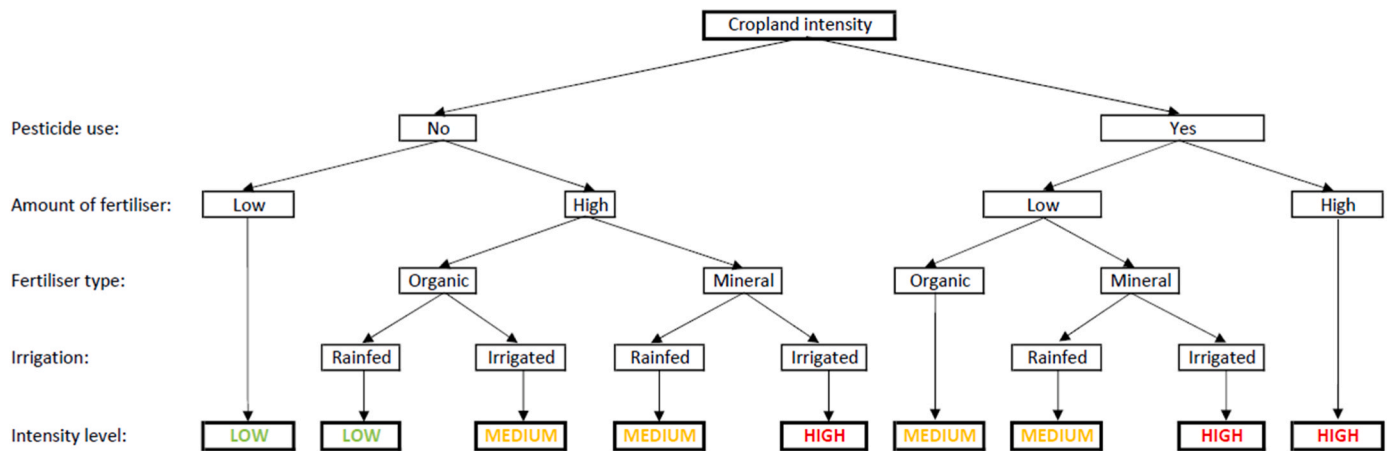 Cropland intensity
Pesticide use: No Yes
Amount of fertiliser: Low High Low High
Fertiliser type: Organic Mineral Organic Mineral
Irrigation: Rainfed Irrigated Rainfed Irrigated Rainfed Irrigated
Intensity level: LOW LOW MEDIUM MEDIUM HIGH MEDIUM MEDIUM HIGH HIGH